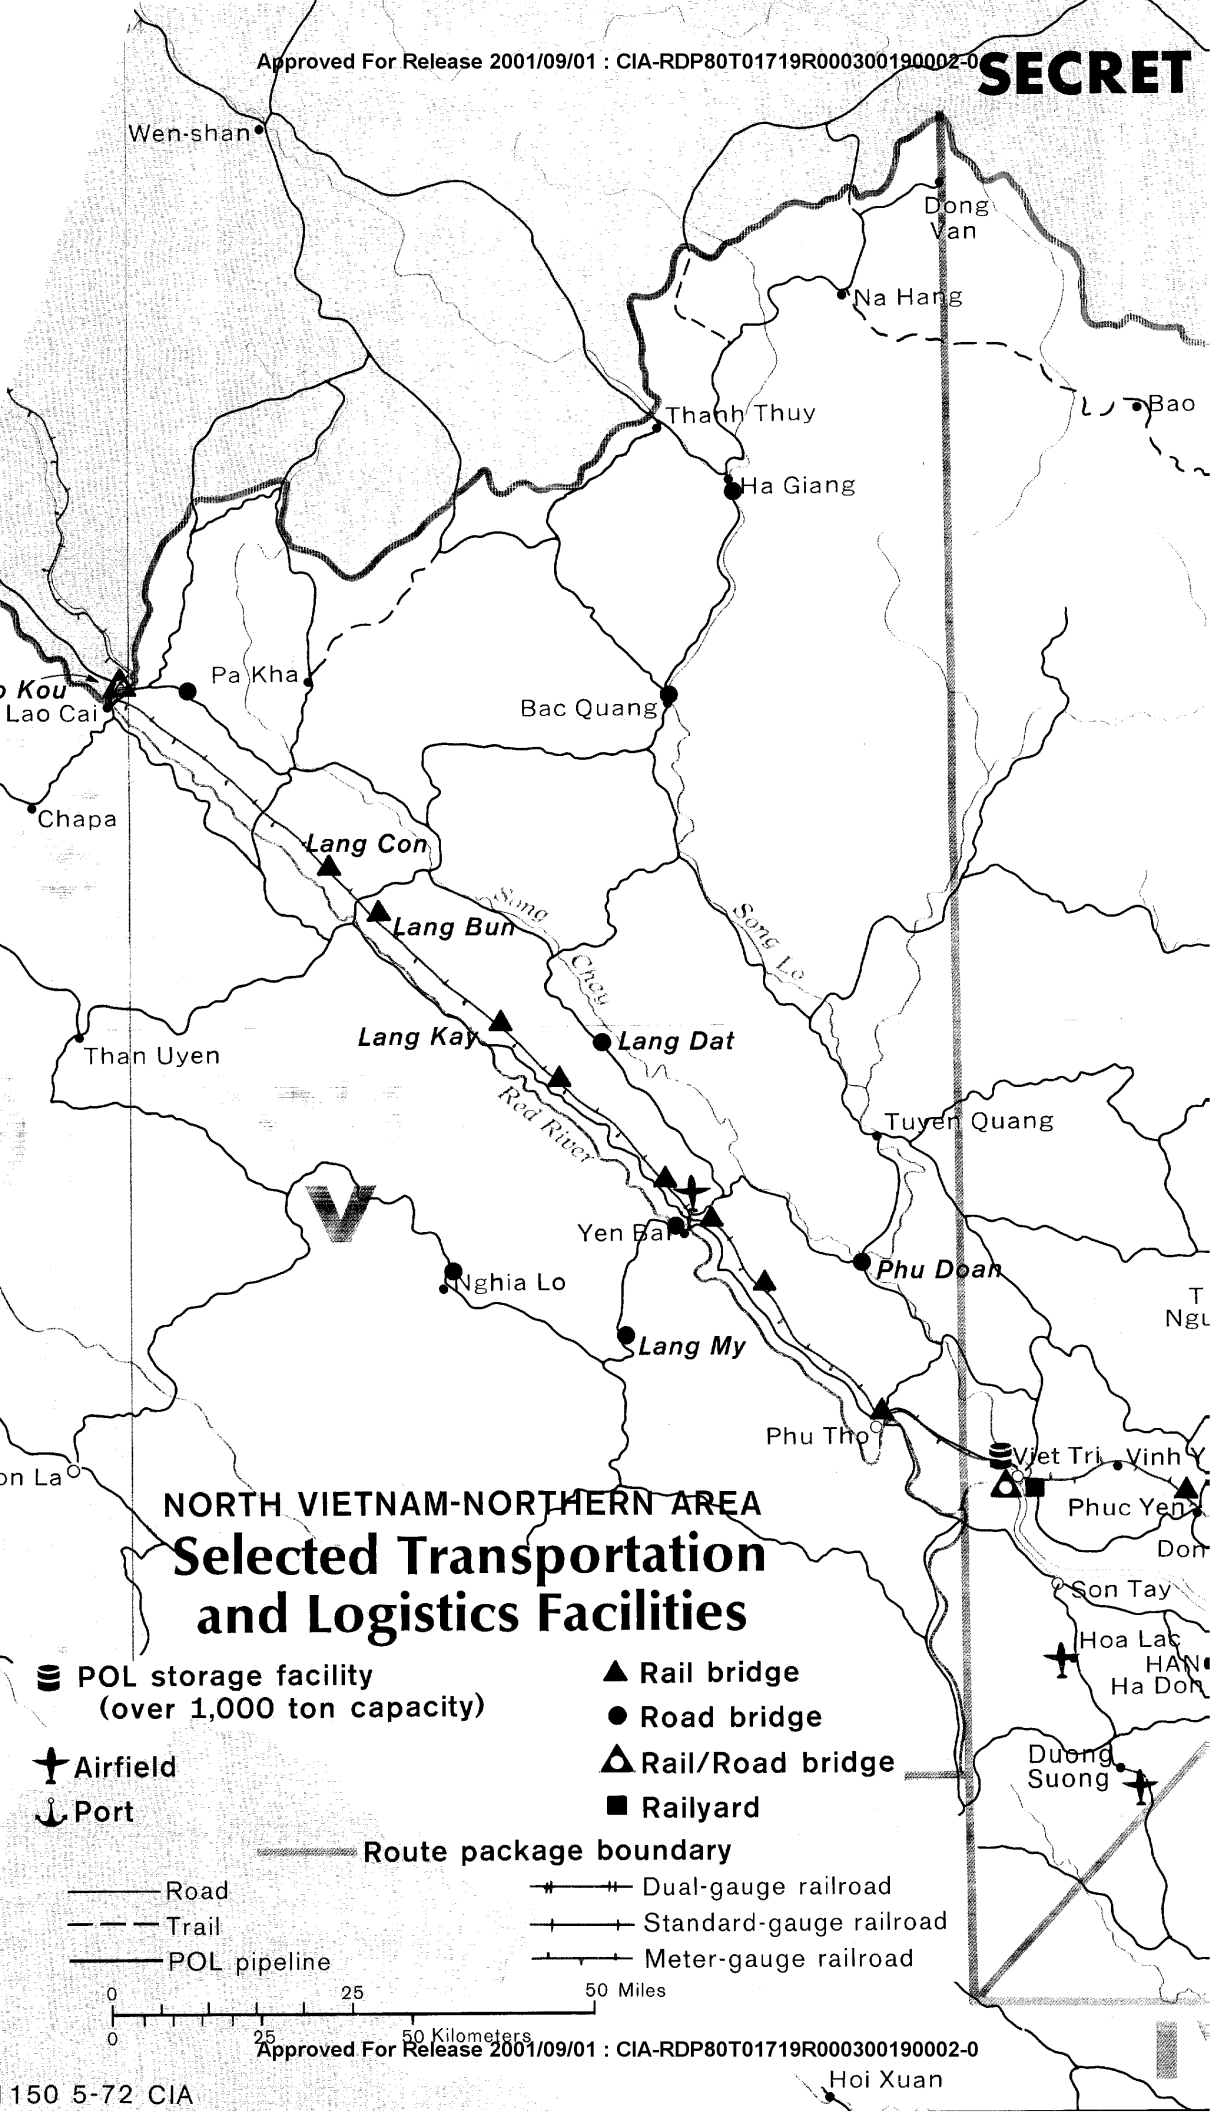 Approved For Release 2001/09/01 : CIA-RDP80T01719R000300190002-0
SECRET
Wen-shan
Dong
Van
Na Hang
Bao
Thanh Thuy
Ha Giang
Pa Kha
Kou
Lao Cai
Bac Quang
Chapa
Lang Con
Song
Chay
Song Lo
Lang Bun
Lang Kay
Lang Dat
Than Uyen
Red River
Tuyen Quang
V
Yen Bai
Phu Doan
Nghia Lo
T
Ngu
Lang My
Phu Tho
Viet Tri
Vinh Y
on La
Phuc Yen
Don
Son Tay
Hoa Lac
HAN
Ha Don
Duong
Suong
NORTH VIETNAM-NORTHERN AREA
Selected Transportation
and Logistics Facilities
POL storage facility
(over 1,000 ton capacity)
Airfield
Port
Rail bridge
Road bridge
Rail/Road bridge
Railyard
Route package boundary
Road
Trail
POL pipeline
Dual-gauge railroad
Standard-gauge railroad
Meter-gauge railroad
0 25 50 Miles
0 25 50 Kilometers
Approved For Release 2001/09/01 : CIA-RDP80T01719R000300190002-0
Hoi Xuan
1150 5-72 CIA